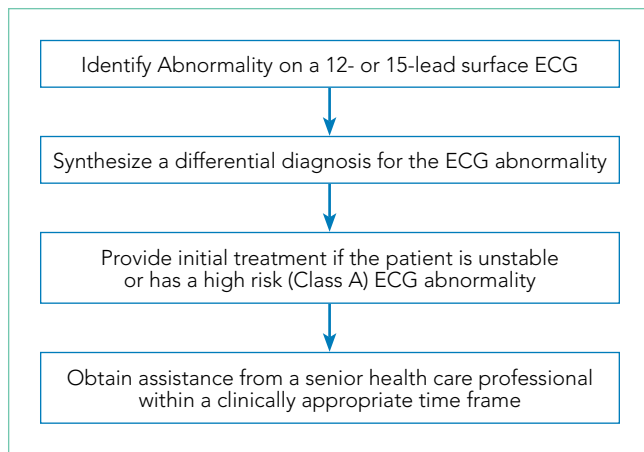 Identify Abnormality on a 12- or 15-lead surface ECG
Synthesize a differential diagnosis for the ECG abnormality
Provide initial treatment if the patient is unstable
or has a high risk (Class A) ECG abnormality
Obtain assistance from a senior health care professional
within a clinically appropriate time frame